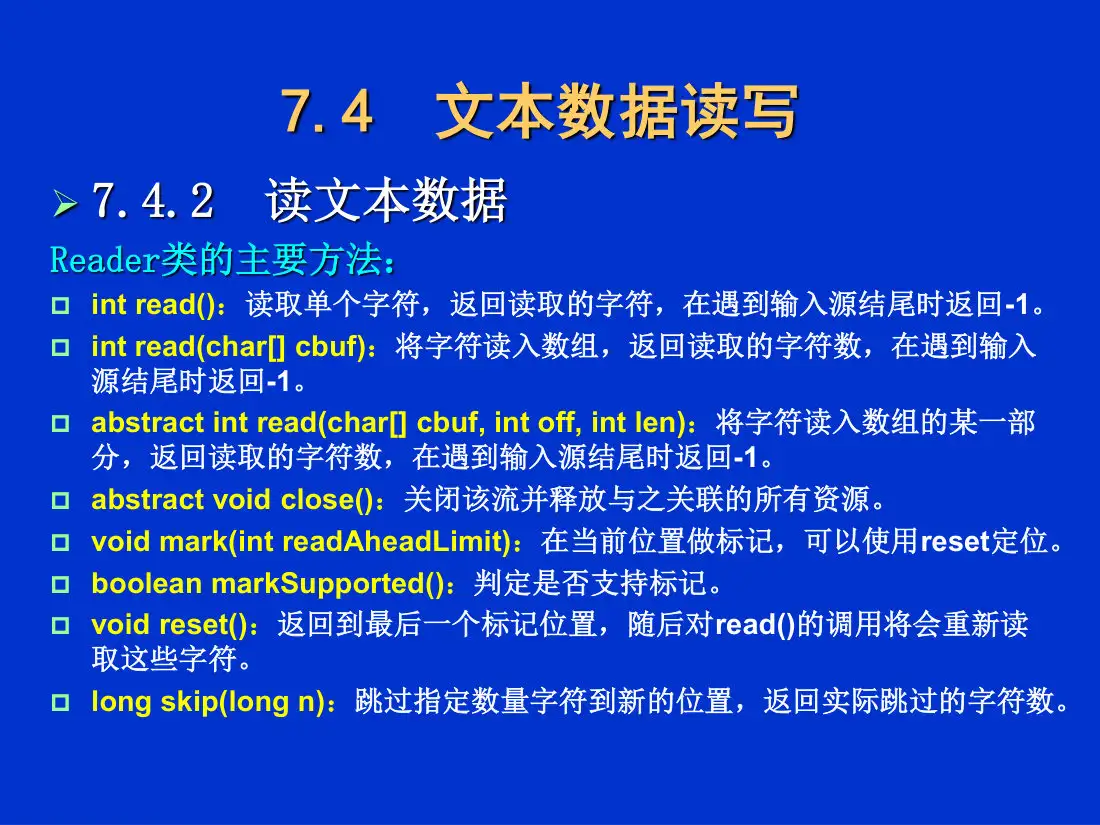 7.4 文本数据读写
7.4.2 读文本数据
Reader类的主要方法：
int read()：读取单个字符，返回读取的字符，在遇到输入源结尾时返回-1。
int read(char[] cbuf)：将字符读入数组，返回读取的字符数，在遇到输入
源结尾时返回-1。
abstract int read(char[] cbuf, int off, int len)：将字符读入数组的某一部
分，返回读取的字符数，在遇到输入源结尾时返回-1。
abstract void close()：关闭该流并释放与之关联的所有资源。
void mark(int readAheadLimit)：在当前位置做标记，可以使用reset定位。
boolean markSupported()：判定是否支持标记。
void reset()：返回到最后一个标记位置，随后对read()的调用将会重新读
取这些字符。
long skip(long n)：跳过指定数量字符到新的位置，返回实际跳过的字符数。